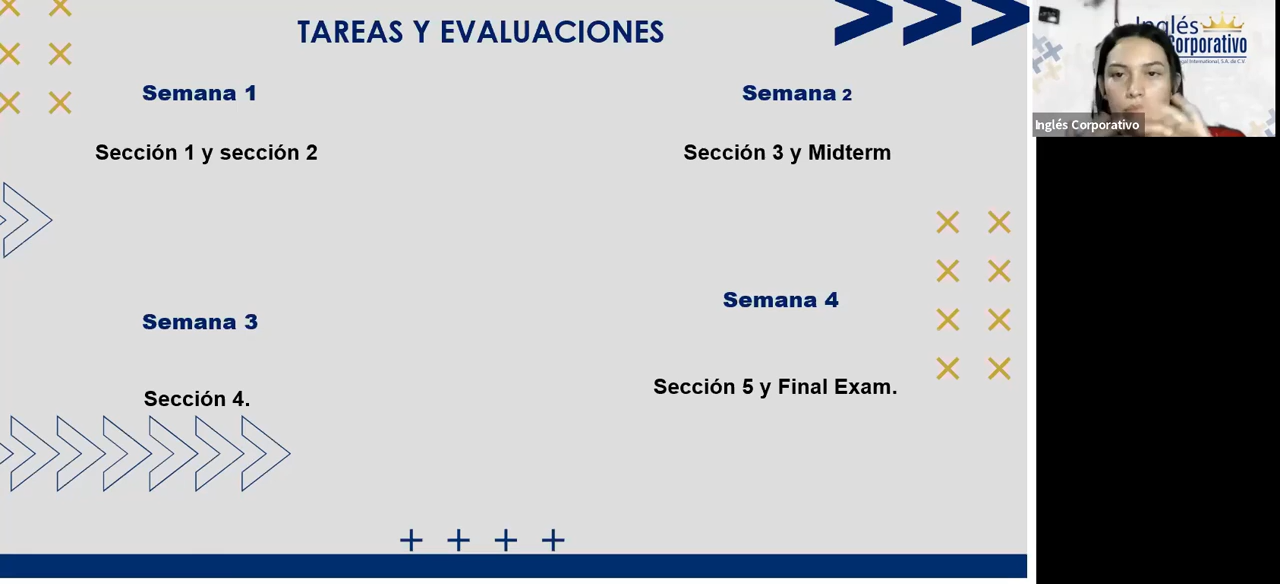 TAREAS Y EVALUACIONES
Semana 1
Sección 1 y sección 2
Semana 2
Sección 3 y Midterm
Semana 3
Sección 4.
Semana 4
Sección 5 y Final Exam.
Inglés
Corporativo
Inglés Corporativo